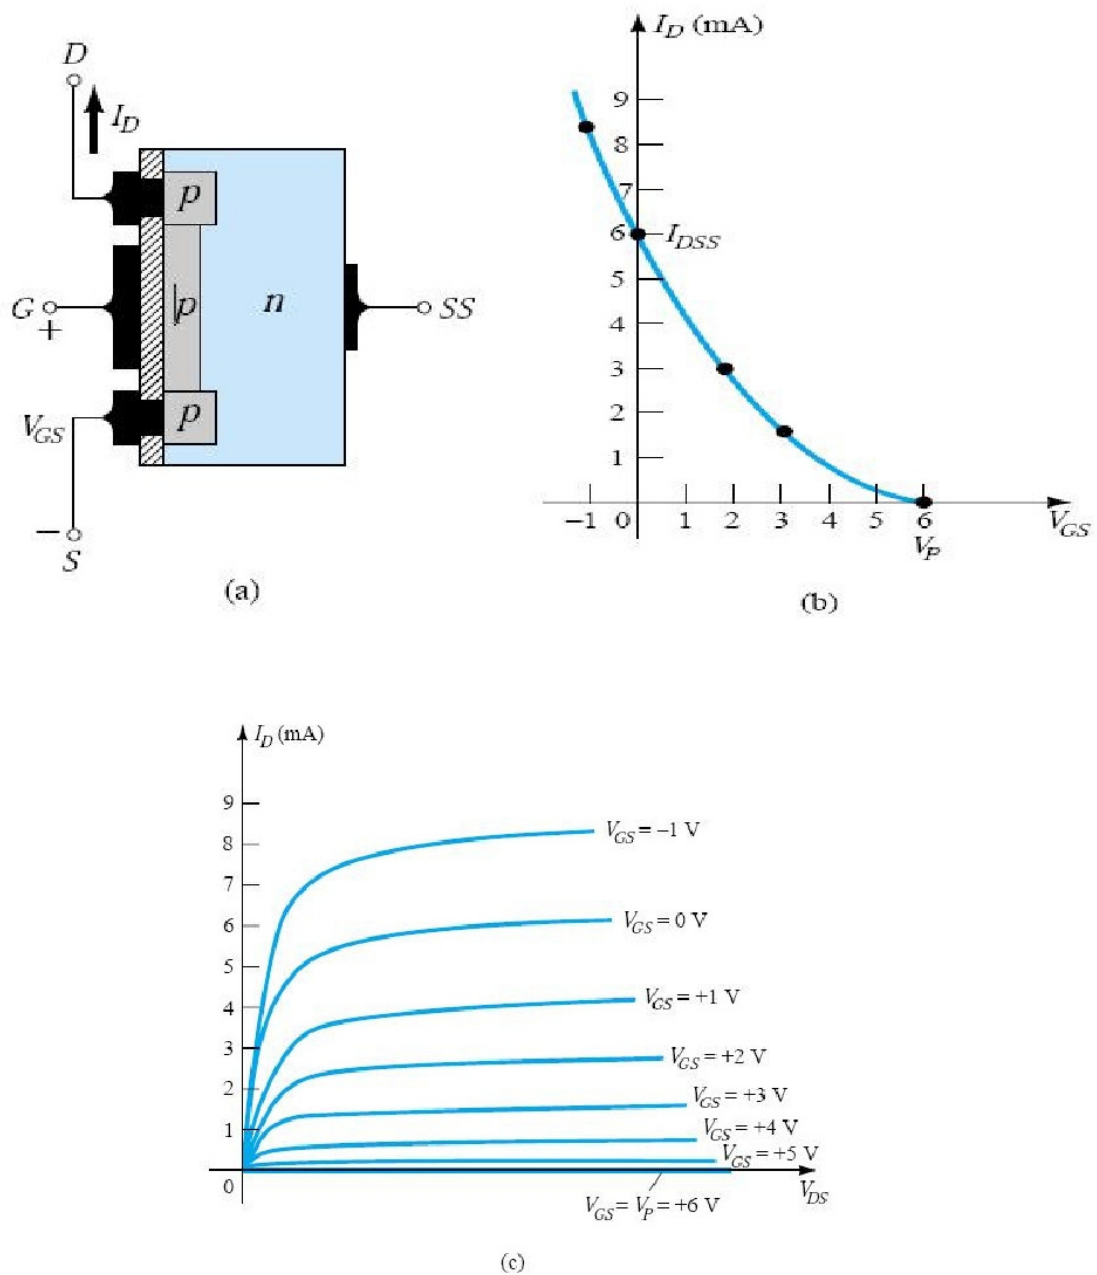 D
I_D
p
G
+
p
n
SS
V_GS
p
−
S
(a)
I_D (mA)
9
8
7
6
I_DSS
5
4
3
2
1
−1 0 1 2 3 4 5 6
V_GS
V_P
(b)
I_D (mA)
9
8
7
6
5
4
3
2
1
0
V_GS = −1 V
V_GS = 0 V
V_GS = +1 V
V_GS = +2 V
V_GS = +3 V
V_GS = +4 V
V_GS = +5 V
V_DS
V_GS = V_P = +6 V
(c)